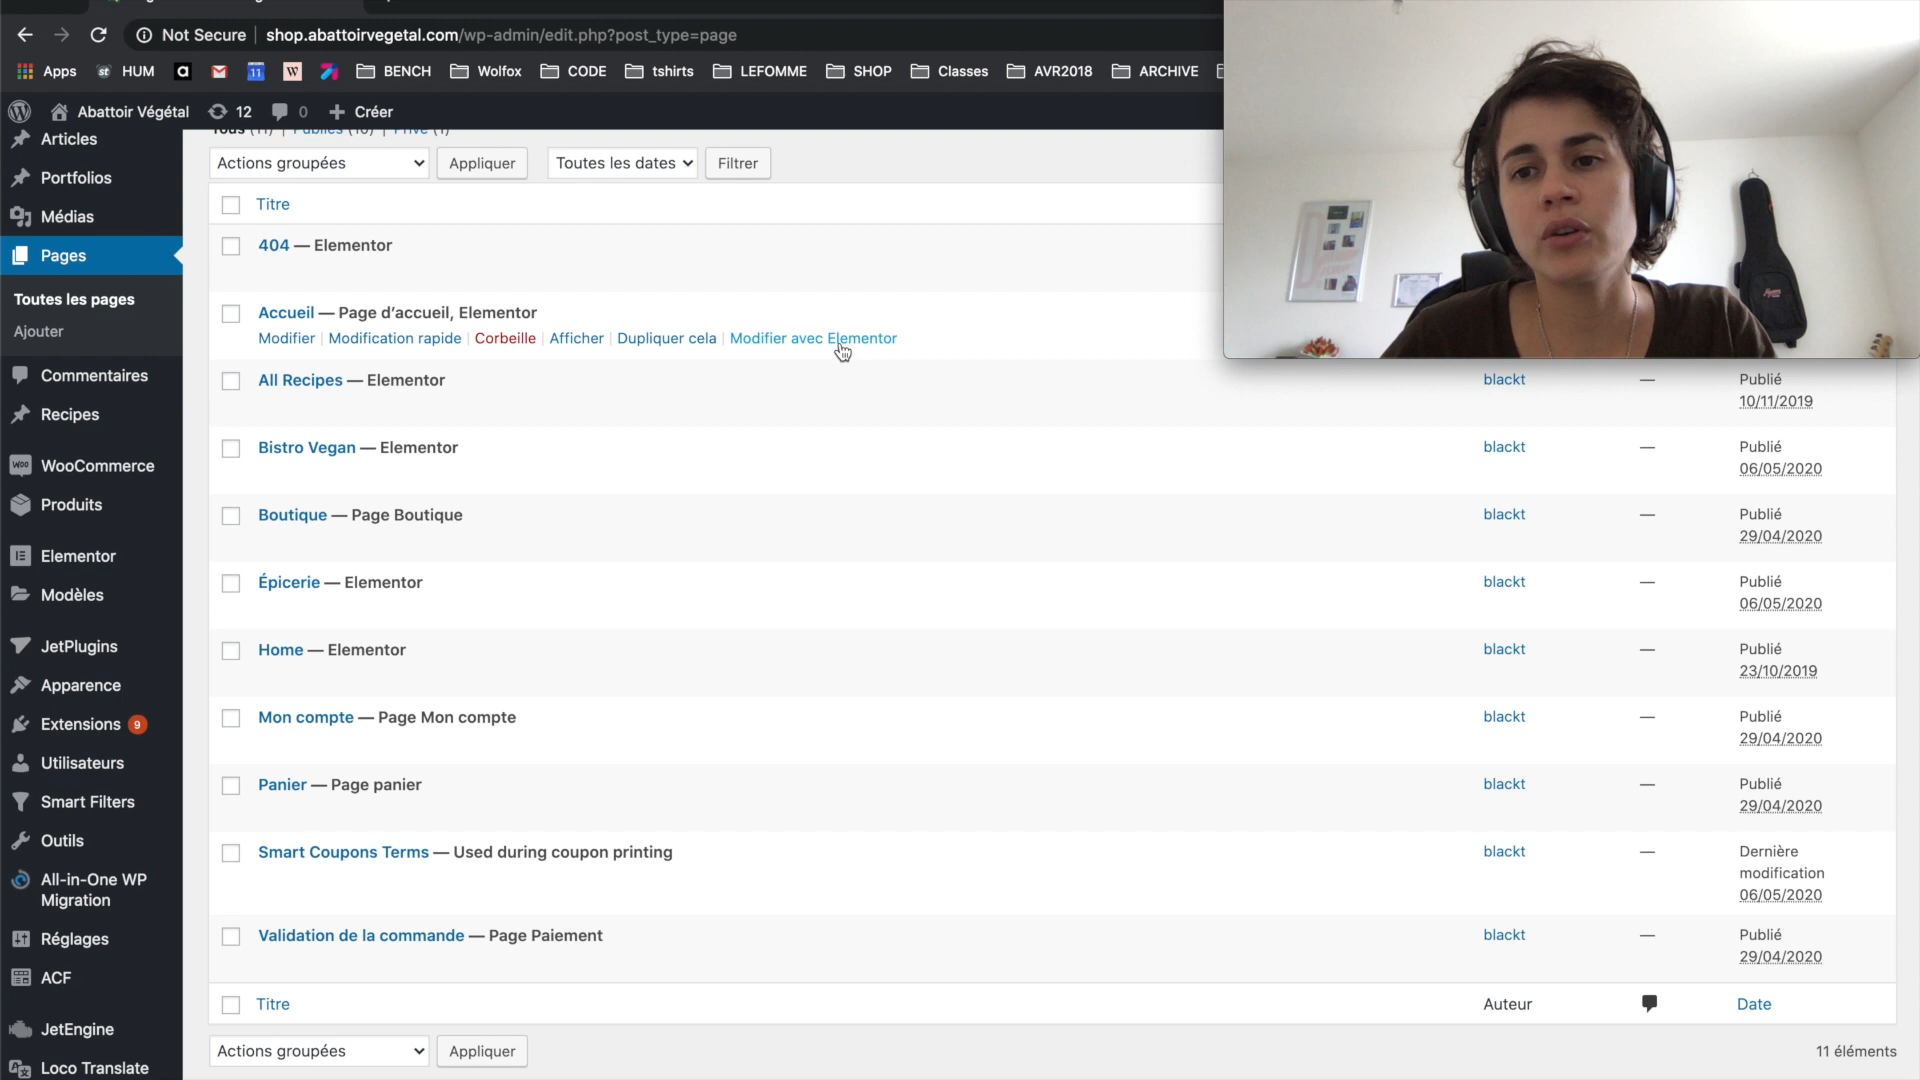 Not Secure | shop.abattoirvegetal.com/wp-admin/edit.php?post_type=page
Apps
HUM
BENCH
Wolfox
CODE
tshirts
LEFOMME
SHOP
Classes
AVR2018
ARCHIVE
Abattoir Végétal
12
0
Créer
Articles
Portfolios
Médias
Pages
Toutes les pages
Ajouter
Commentaires
Recipes
WooCommerce
Produits
Elementor
Modèles
JetPlugins
Apparence
Extensions 9
Utilisateurs
Smart Filters
Outils
All-in-One WP
Migration
Réglages
ACF
JetEngine
Loco Translate
Tous (11) | Publiés (10) | Privé (1)
Actions groupées
Appliquer
Toutes les dates
Filtrer
Titre
404 — Elementor
Accueil — Page d’accueil, Elementor
Modifier | Modification rapide | Corbeille | Afficher | Dupliquer cela | Modifier avec Elementor
All Recipes — Elementor
blackt
—
Publié
10/11/2019
Bistro Vegan — Elementor
blackt
—
Publié
06/05/2020
Boutique — Page Boutique
blackt
—
Publié
29/04/2020
Épicerie — Elementor
blackt
—
Publié
06/05/2020
Home — Elementor
blackt
—
Publié
23/10/2019
Mon compte — Page Mon compte
blackt
—
Publié
29/04/2020
Panier — Page panier
blackt
—
Publié
29/04/2020
Smart Coupons Terms — Used during coupon printing
blackt
—
Dernière
modification
06/05/2020
Validation de la commande — Page Paiement
blackt
—
Publié
29/04/2020
Titre
Auteur
Date
Actions groupées
Appliquer
11 éléments